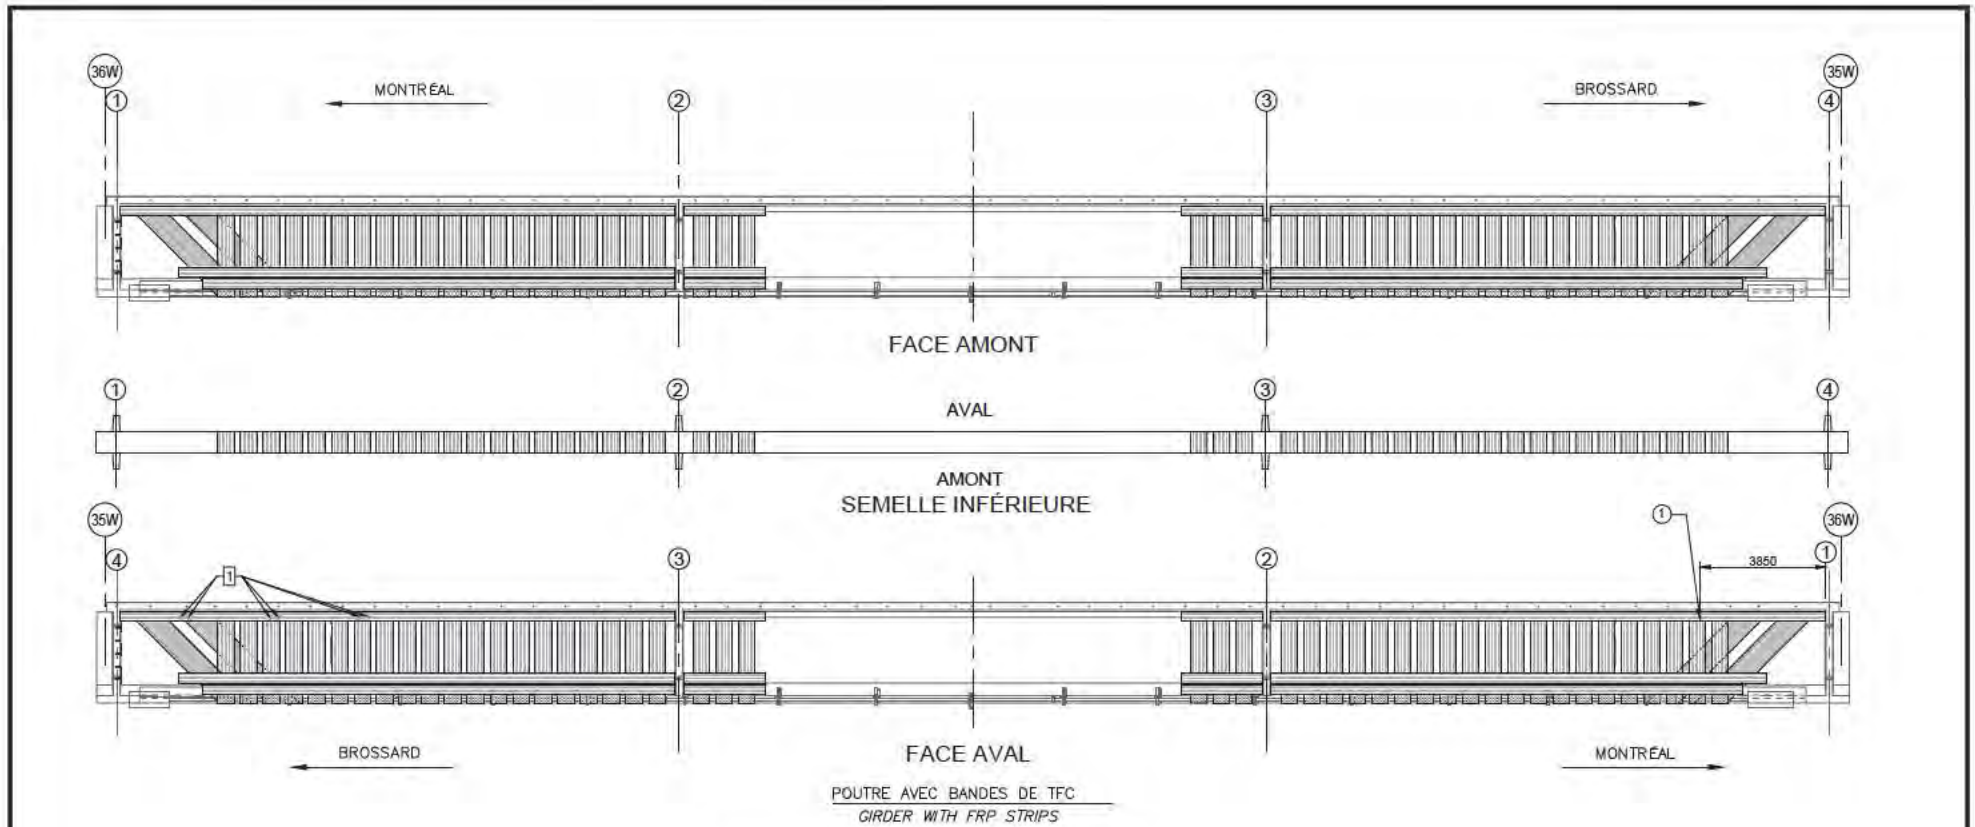 36W
35W
MONTRÉAL
BROSSARD
1
2
3
4
FACE AMONT
1
2
3
4
AVAL
AMONT
SEMELLE INFÉRIEURE
35W
1
36W
4
3
2
1
1
3850
BROSSARD
FACE AVAL
MONTRÉAL
POUTRE AVEC BANDES DE TFC
GIRDER WITH FRP STRIPS